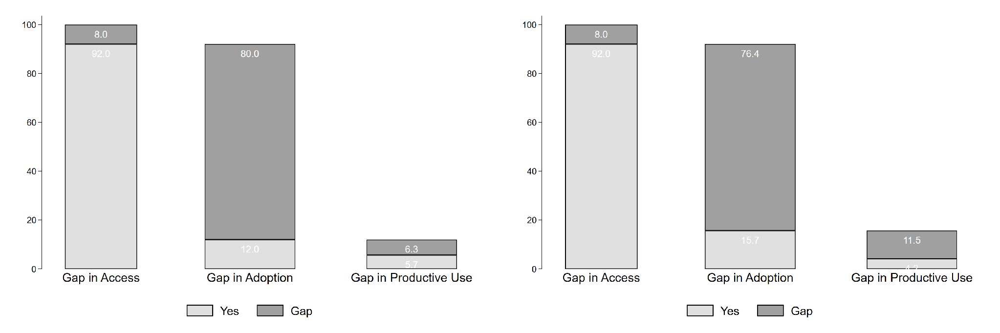 100
80
60
40
20
0
8.0
92.0
80.0
12.0
6.3
5.7
Gap in Access
Gap in Adoption
Gap in Productive Use
Yes
Gap
100
80
60
40
20
0
8.0
92.0
76.4
15.7
11.5
Gap in Access
Gap in Adoption
Gap in Productive Use
Yes
Gap